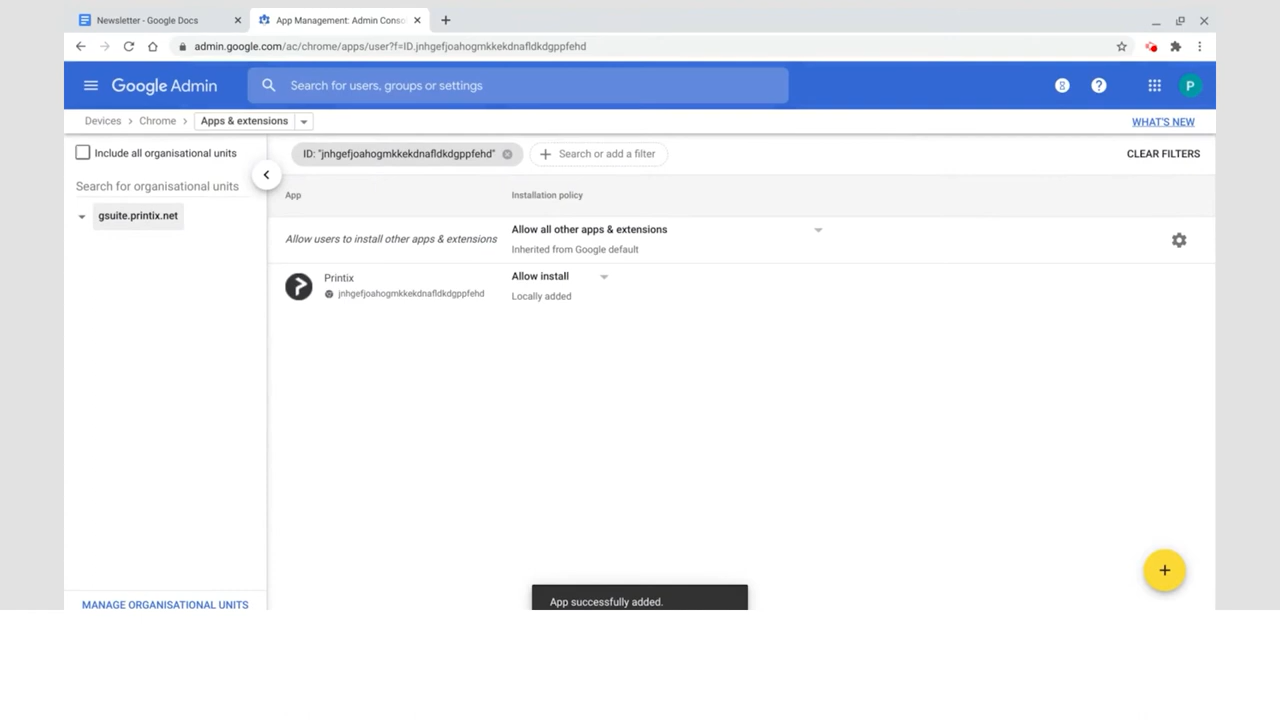 Newsletter - Google Docs
App Management: Admin Conso
admin.google.com/ac/chrome/apps/user?f=ID.jnhgefjoahogmkkekdnafldkdgppfehd
Google Admin
Search for users, groups or settings
P
Devices > Chrome > Apps & extensions
WHAT'S NEW
Include all organisational units
ID: "jnhgefjoahogmkkekdnafldkdgppfehd"
Search or add a filter
CLEAR FILTERS
Search for organisational units
App
Installation policy
gsuite.printix.net
Allow users to install other apps & extensions
Allow all other apps & extensions
Inherited from Google default
Printix
jnhgefjoahogmkkekdnafldkdgppfehd
Allow install
Locally added
MANAGE ORGANISATIONAL UNITS
App successfully added.